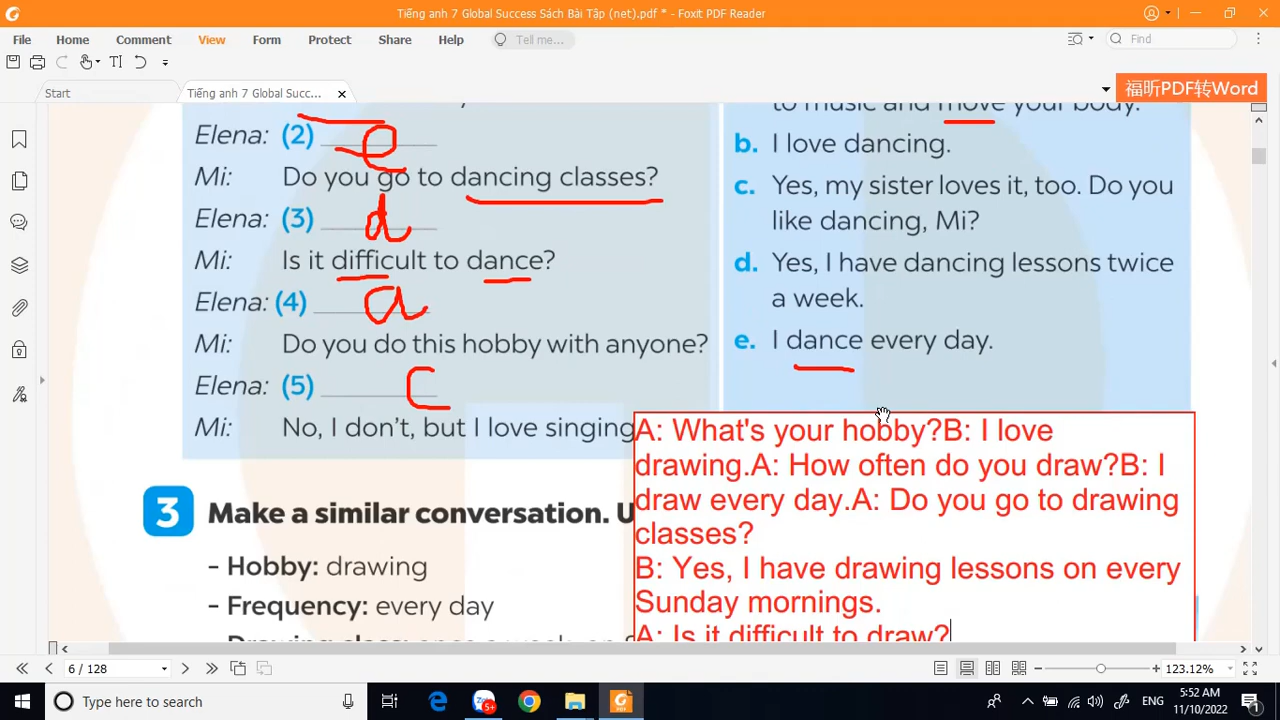 Tiếng anh 7 Global Success Sách Bài Tập (net).pdf * - Foxit PDF Reader
File Home Comment View Form Protect Share Help Tell me... Find
Start Tiếng anh 7 Global Succ... 福昕PDF转Word
to music and move your body.
Elena: (2) e
b. I love dancing.
Mi: Do you go to dancing classes?
c. Yes, my sister loves it, too. Do you
Elena: (3) d
like dancing, Mi?
Mi: Is it difficult to dance?
d. Yes, I have dancing lessons twice
a week.
Elena: (4) a
Mi: Do you do this hobby with anyone?
e. I dance every day.
Elena: (5) C
Mi: No, I don't, but I love singing
A: What's your hobby?B: I love
drawing.A: How often do you draw?B: I
draw every day.A: Do you go to drawing
classes?
B: Yes, I have drawing lessons on every
Sunday mornings.
A: Is it difficult to draw?
3 Make a similar conversation. U
- Hobby: drawing
- Frequency: every day
6 / 128 123.12%
Type here to search
5+
ENG
5:52 AM
11/10/2022
1